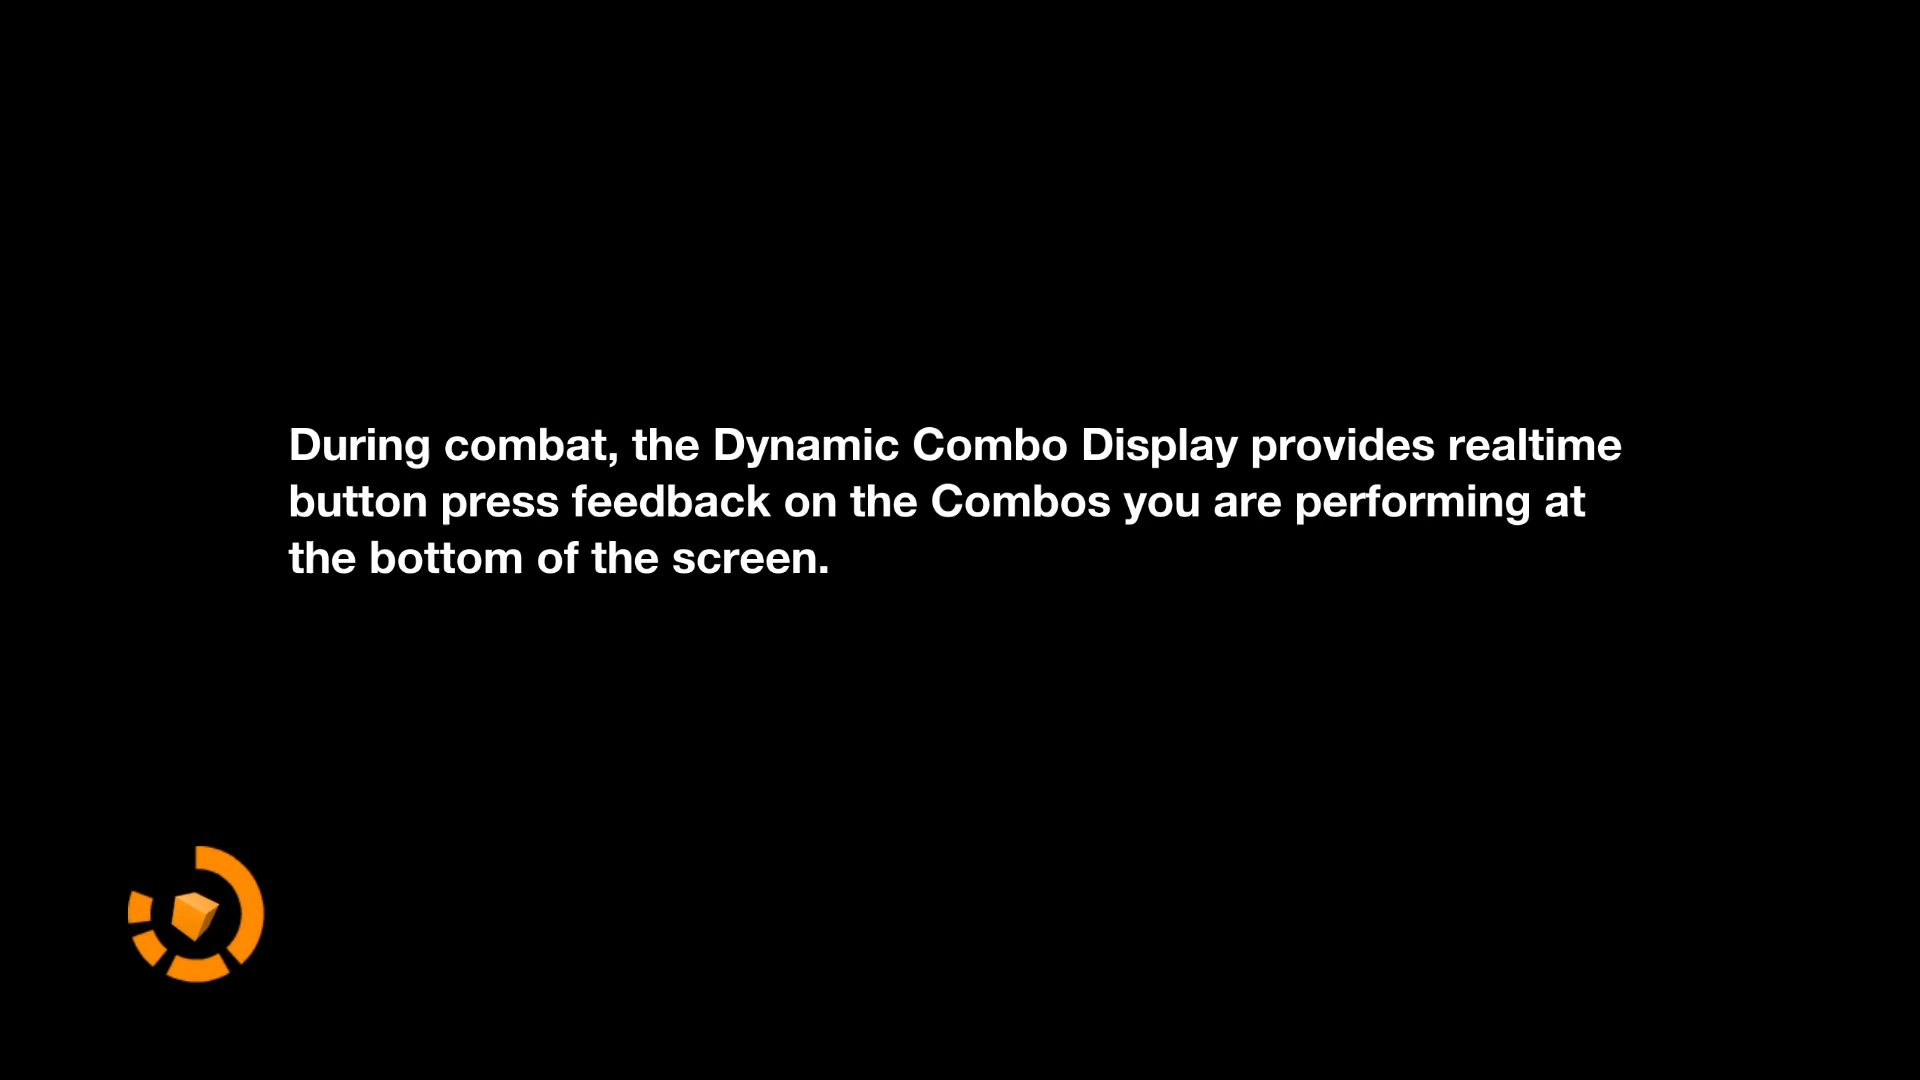 During combat, the Dynamic Combo Display provides realtime
button press feedback on the Combos you are performing at
the bottom of the screen.